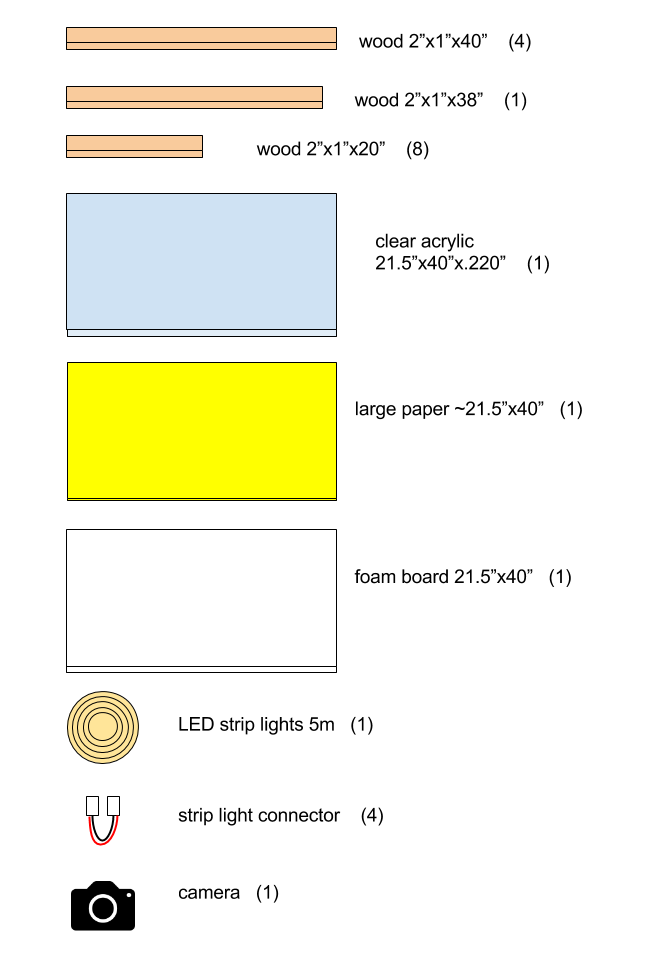 wood 2”x1”x40” (4)
wood 2”x1”x38” (1)
wood 2”x1”x20” (8)
clear acrylic
21.5”x40”x.220” (1)
large paper ~21.5”x40” (1)
foam board 21.5”x40” (1)
LED strip lights 5m (1)
strip light connector (4)
camera (1)